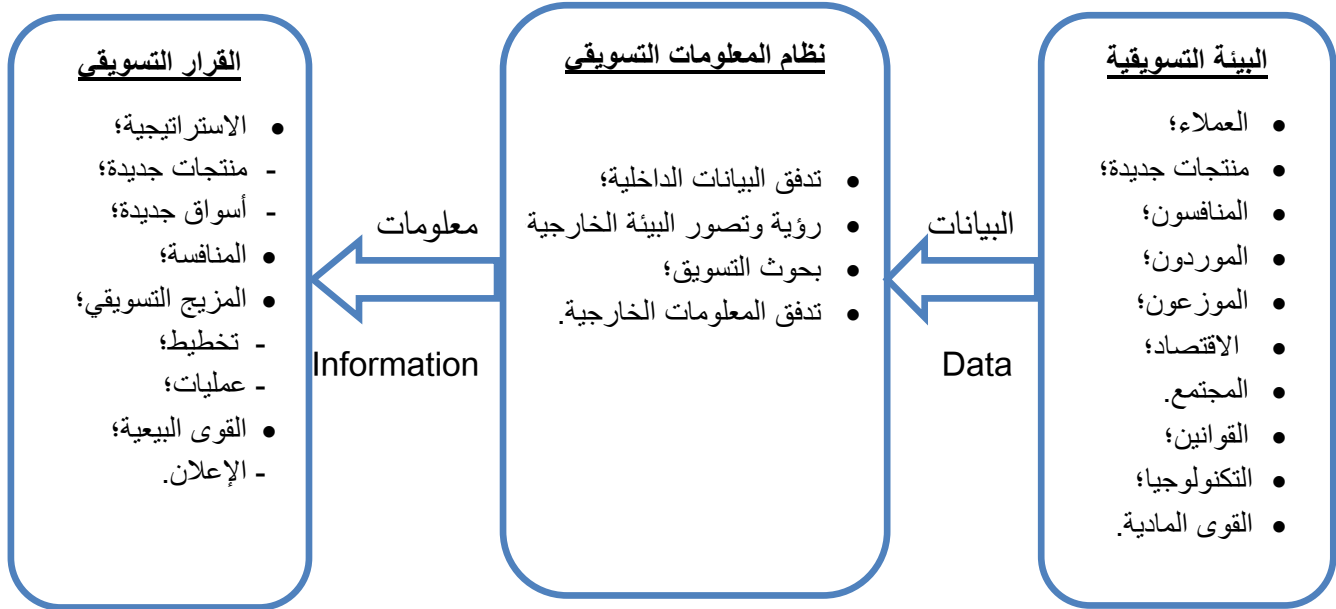 البيئة التسويقية
• العملاء؛
• منتجات جديدة؛
• المنافسون؛
• الموردون؛
• الموزعون؛
• الاقتصاد؛
• المجتمع.
• القوانين؛
• التكنولوجيا؛
• القوى المادية.
البيانات
Data
نظام المعلومات التسويقي
• تدفق البيانات الداخلية؛
• رؤية وتصور البيئة الخارجية
• بحوث التسويق؛
• تدفق المعلومات الخارجية.
معلومات
Information
القرار التسويقي
• الاستراتيجية؛
- منتجات جديدة؛
- أسواق جديدة؛
• المنافسة؛
• المزيج التسويقي؛
- تخطيط؛
- عمليات؛
• القوى البيعية؛
- الإعلان.